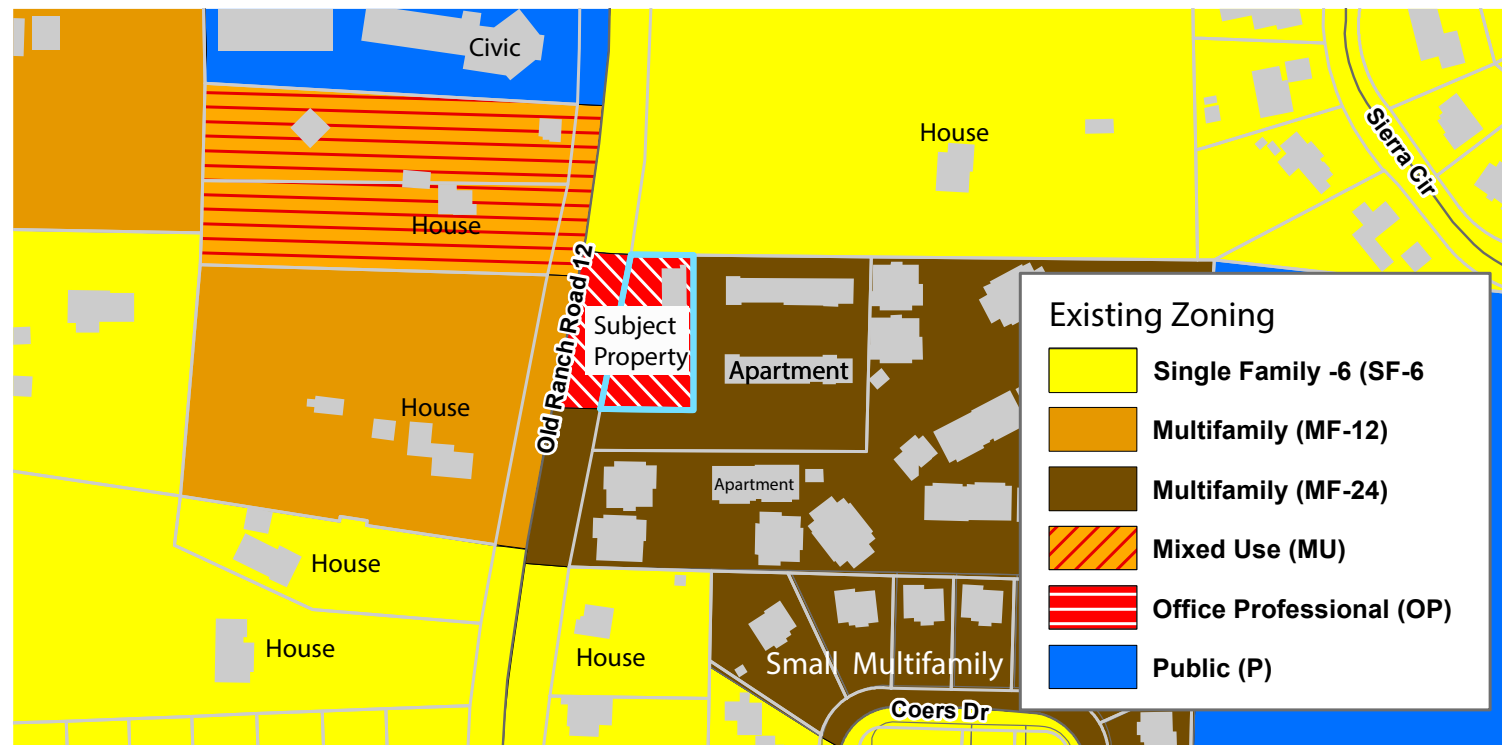 Civic
House
Sierra Cir
House
Old Ranch Road 12
Subject
Property
Apartment
House
Apartment
House
House
House
Small Multifamily
Coers Dr
Existing Zoning
Single Family -6 (SF-6
Multifamily (MF-12)
Multifamily (MF-24)
Mixed Use (MU)
Office Professional (OP)
Public (P)